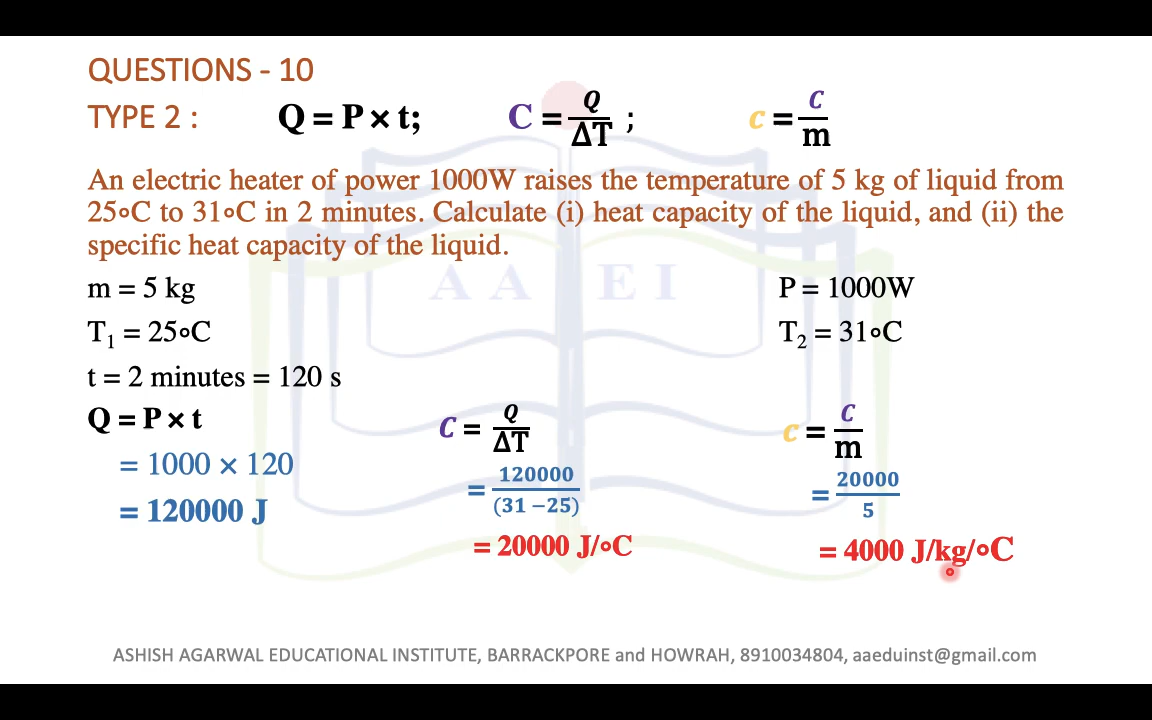 QUESTIONS - 10
TYPE 2 : Q = P × t; C = Q/ΔT ; c = C/m
An electric heater of power 1000W raises the temperature of 5 kg of liquid from
25∘C to 31∘C in 2 minutes. Calculate (i) heat capacity of the liquid, and (ii) the
specific heat capacity of the liquid.
AAEI
m = 5 kg P = 1000W
T₁ = 25∘C T₂ = 31∘C
t = 2 minutes = 120 s
Q = P × t C = Q/ΔT c = C/m
= 1000 × 120 = 120000/(31 – 25) = 20000/5
= 120000 J = 20000 J/∘C = 4000 J/kg/∘C
ASHISH AGARWAL EDUCATIONAL INSTITUTE, BARRACKPORE and HOWRAH, 8910034804, aaeduinst@gmail.com